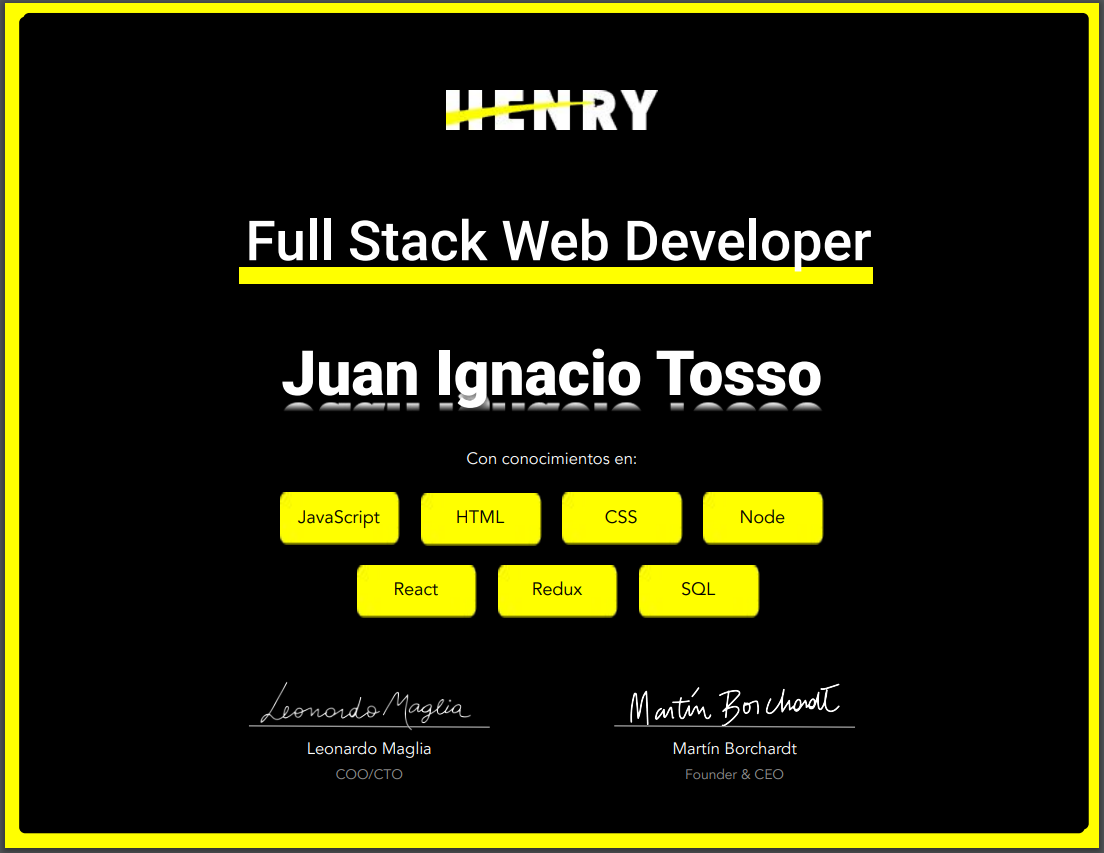 HENRY
Full Stack Web Developer
Juan Ignacio Tosso
Con conocimientos en:
JavaScript HTML CSS Node
React Redux SQL
Leonardo Maglia Martín Borchardt
Leonardo Maglia Martín Borchardt
COO/CTO Founder & CEO